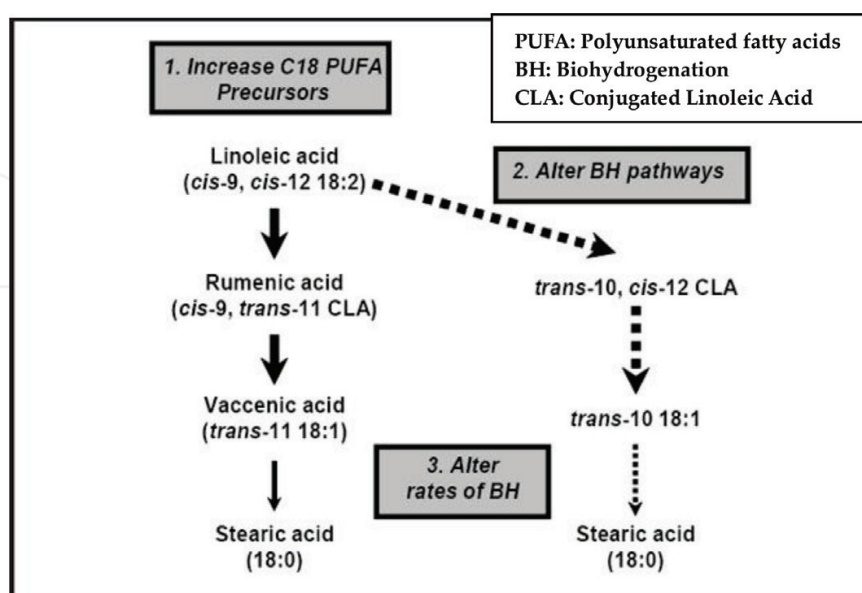 PUFA: Polyunsaturated fatty acids
BH: Biohydrogenation
CLA: Conjugated Linoleic Acid
1. Increase C18 PUFA
Precursors
Linoleic acid
(cis-9, cis-12 18:2)
2. Alter BH pathways
Rumenic acid
(cis-9, trans-11 CLA)
trans-10, cis-12 CLA
Vaccenic acid
(trans-11 18:1)
trans-10 18:1
3. Alter
rates of BH
Stearic acid
(18:0)
Stearic acid
(18:0)